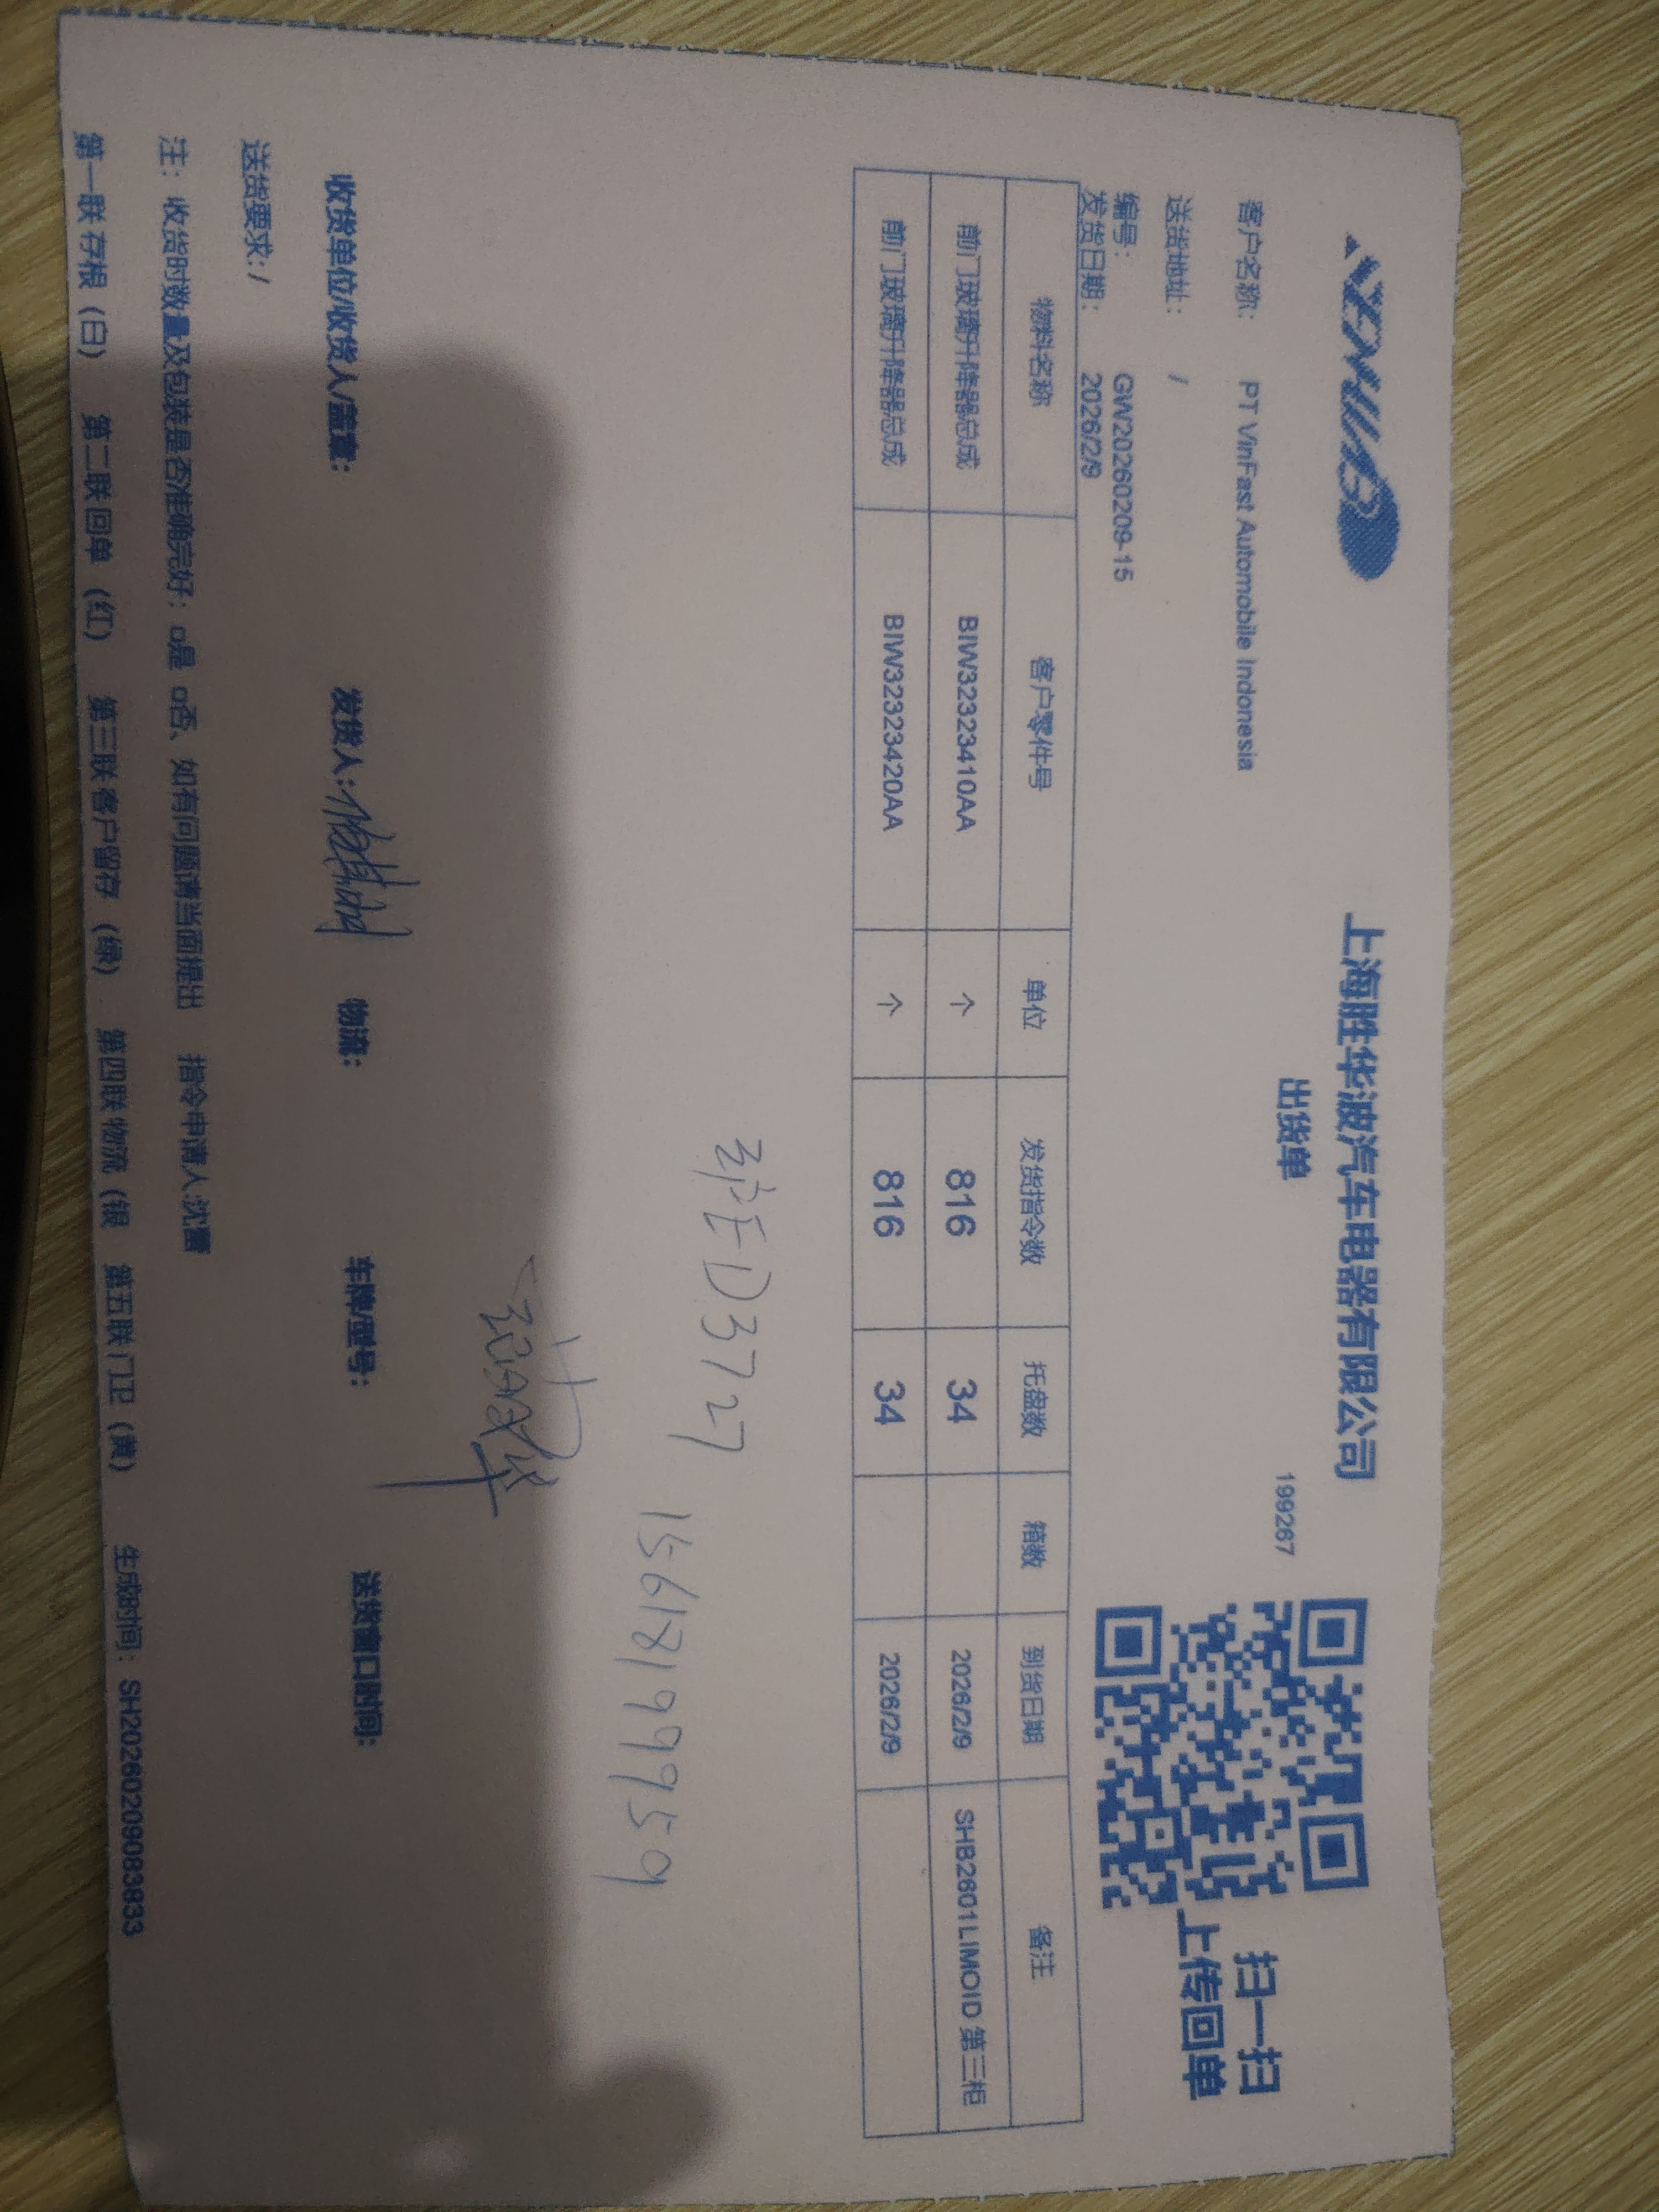 上海胜华波汽车电器有限公司
出货单
199267
扫一扫
上传回单
客户名称: PT VinFast Automobile Indonesia
送货地址: /
编号: GW20260209-15
发货日期: 2026/2/9
物料名称 客户零件号 单位 发货指令数 托盘数 箱数 到货日期 备注
前门玻璃升降器总成 BIW32323410AA 个 816 34 2026/2/9 SHB2601LIMOID 第三柜
前门玻璃升降器总成 BIW32323420AA 个 816 34 2026/2/9
沪ED3727 15618199959
收货单位/收货人/盖章: 发货人: 物流: 车牌/型号: 送货窗口时间:
送货要求: /
注: 收货时数量及包装是否准确完好: □是 □否, 如有问题请当面提出 指令申请人:沈蕾
第一联 存根 (白) 第二联 回单 (红) 第三联 客户留存 (绿) 第四联 物流 (银 第五联 门卫 (黄) 生成时间: SH20260209083833